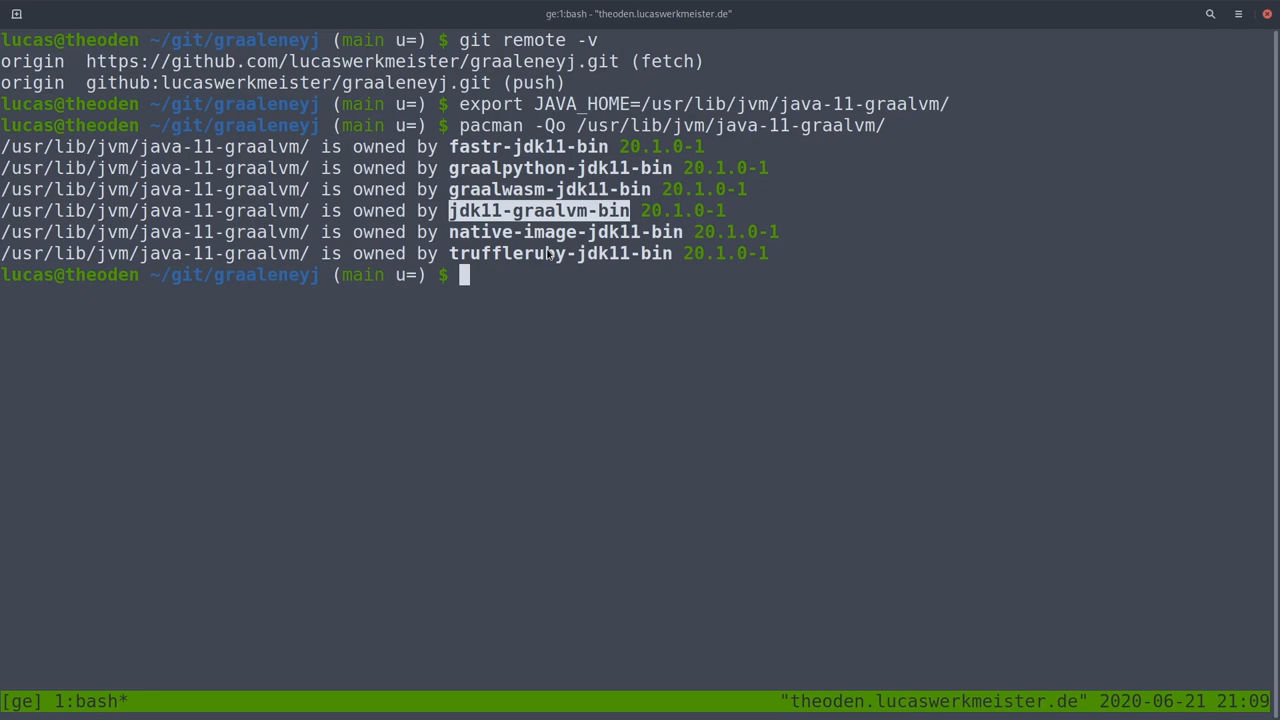 ge:1:bash - "theoden.lucaswerkmeister.de"
lucas@theoden ~/git/graaleneyj (main u=) $ git remote -v
origin  https://github.com/lucaswerkmeister/graaleneyj.git (fetch)
origin  github:lucaswerkmeister/graaleneyj.git (push)
lucas@theoden ~/git/graaleneyj (main u=) $ export JAVA_HOME=/usr/lib/jvm/java-11-graalvm/
lucas@theoden ~/git/graaleneyj (main u=) $ pacman -Qo /usr/lib/jvm/java-11-graalvm/
/usr/lib/jvm/java-11-graalvm/ is owned by fastr-jdk11-bin 20.1.0-1
/usr/lib/jvm/java-11-graalvm/ is owned by graalpython-jdk11-bin 20.1.0-1
/usr/lib/jvm/java-11-graalvm/ is owned by graalwasm-jdk11-bin 20.1.0-1
/usr/lib/jvm/java-11-graalvm/ is owned by jdk11-graalvm-bin 20.1.0-1
/usr/lib/jvm/java-11-graalvm/ is owned by native-image-jdk11-bin 20.1.0-1
/usr/lib/jvm/java-11-graalvm/ is owned by truffleruby-jdk11-bin 20.1.0-1
lucas@theoden ~/git/graaleneyj (main u=) $
[ge] 1:bash* "theoden.lucaswerkmeister.de" 2020-06-21 21:09